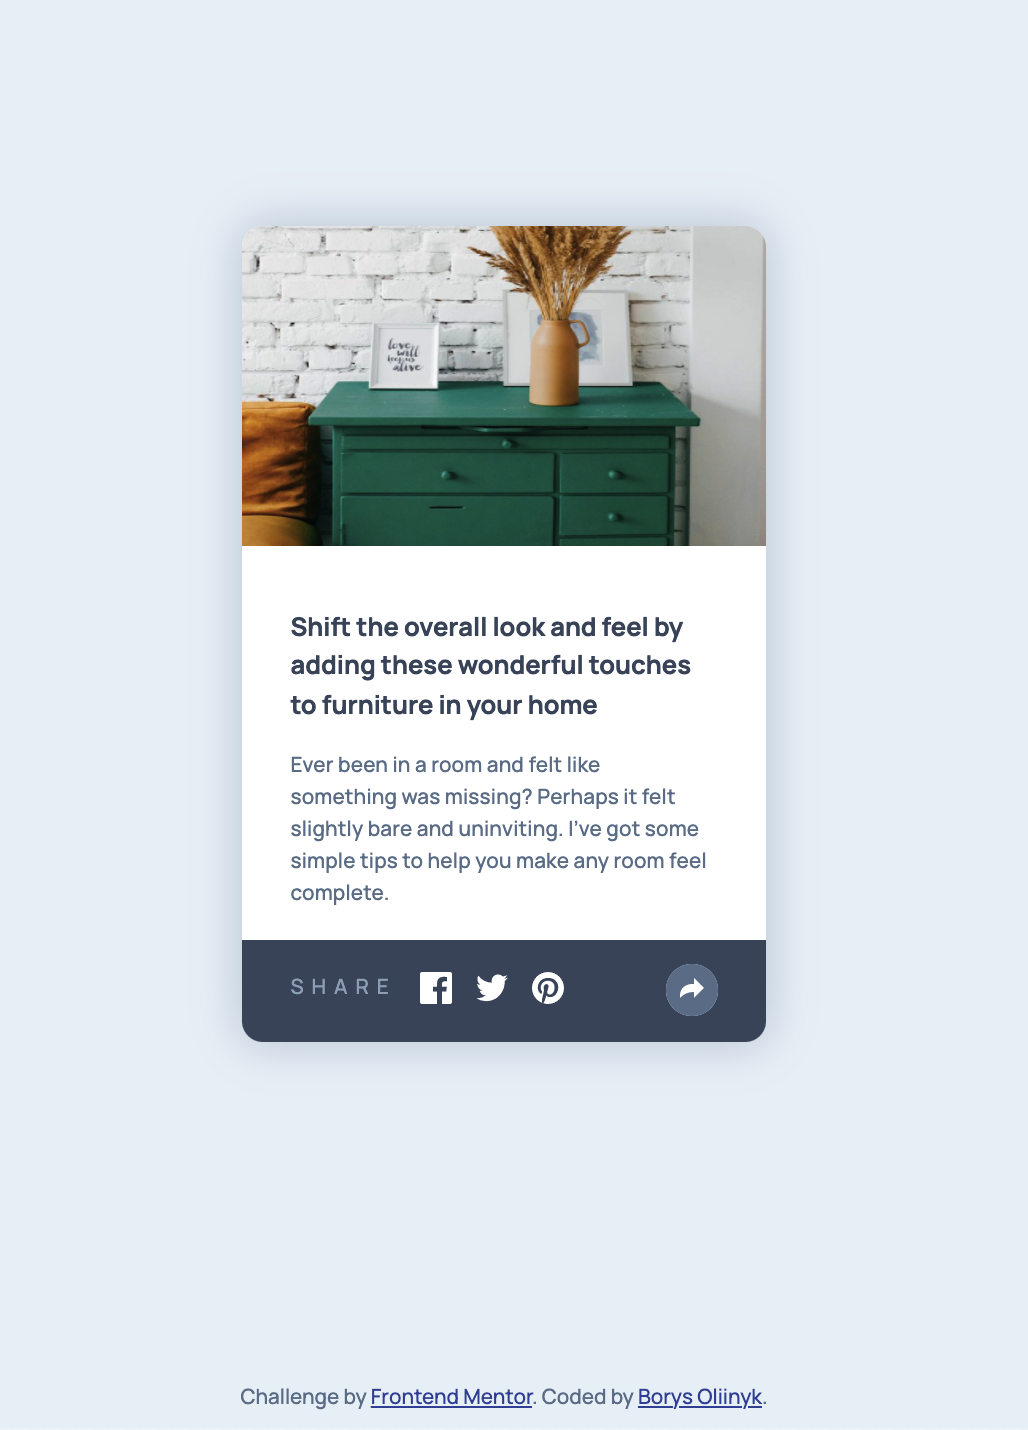 love
will
keep us
alive
Shift the overall look and feel by
adding these wonderful touches
to furniture in your home
Ever been in a room and felt like
something was missing? Perhaps it felt
slightly bare and uninviting. I’ve got some
simple tips to help you make any room feel
complete.
SHARE
Challenge by Frontend Mentor. Coded by Borys Oliinyk.